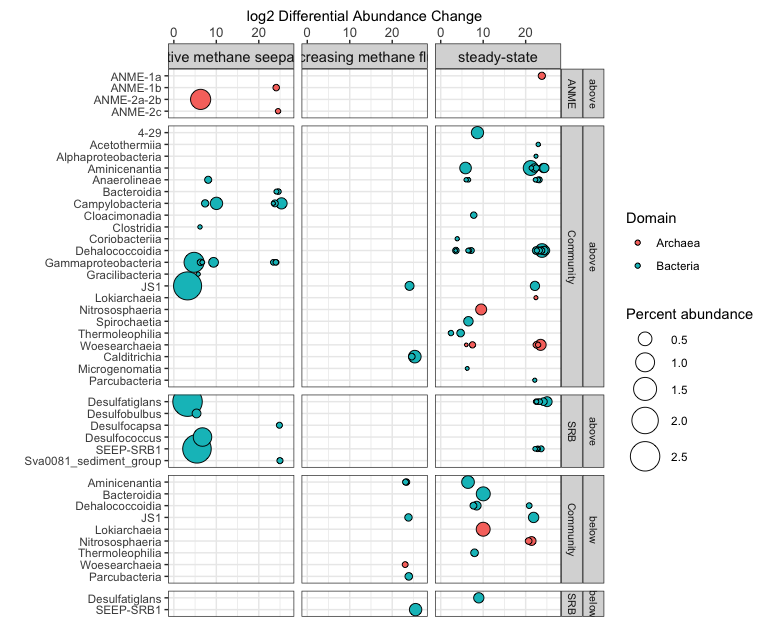 log2 Differential Abundance Change
0 10 20 0 10 20 0 10 20
tive methane seepa creasing methane fl steady-state
ANME-1a
ANME-1b
ANME-2a-2b
ANME-2c
ANME
above
4-29
Acetothermiia
Alphaproteobacteria
Aminicenantia
Anaerolineae
Bacteroidia
Campylobacteria
Cloacimonadia
Clostridia
Coriobacteriia
Dehalococcoidia
Gammaproteobacteria
Gracilibacteria
JS1
Lokiarchaeia
Nitrososphaeria
Spirochaetia
Thermoleophilia
Woesearchaeia
Calditrichia
Microgenomatia
Parcubacteria
Community
above
Desulfatiglans
Desulfobulbus
Desulfocapsa
Desulfococcus
SEEP-SRB1
Sva0081_sediment_group
SRB
above
Aminicenantia
Bacteroidia
Dehalococcoidia
JS1
Lokiarchaeia
Nitrososphaeria
Thermoleophilia
Woesearchaeia
Parcubacteria
Community
below
Desulfatiglans
SEEP-SRB1
SRB
below
Domain
Archaea
Bacteria
Percent abundance
0.5
1.0
1.5
2.0
2.5